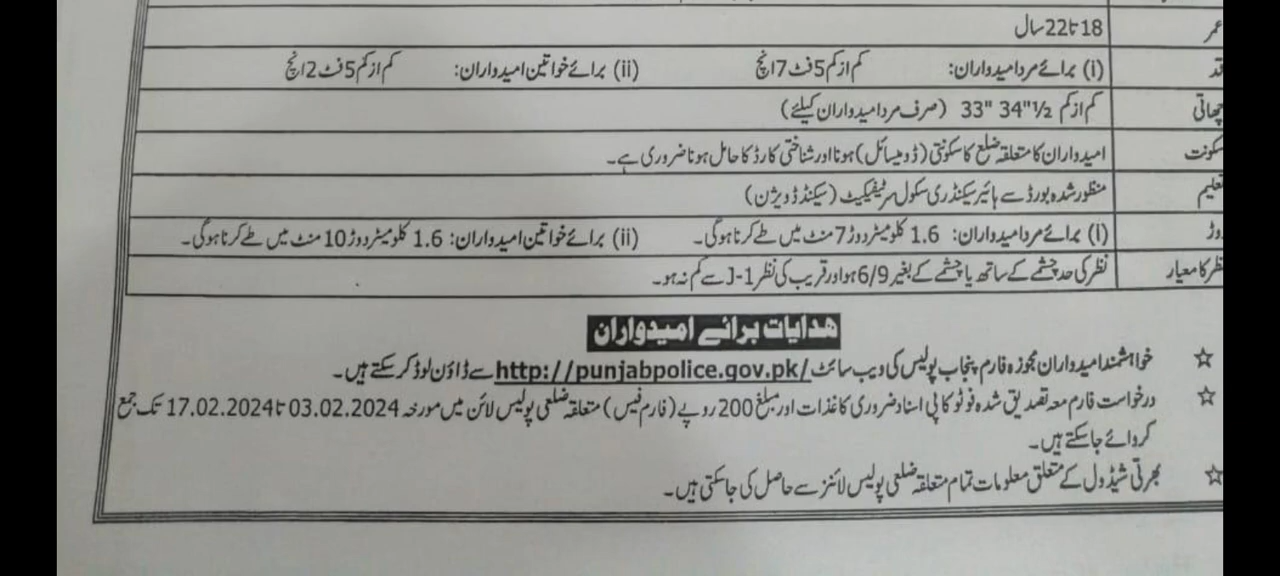 عمر 18 تا 22 سال
قد (i) برائے مرد امیدواران: کم از کم 5 فٹ 7 انچ (ii) برائے خواتین امیدواران: کم از کم 5 فٹ 2 انچ
چھاتی کم از کم 33" 34"½ (صرف مرد امیدواران کیلئے)
سکونت امیدواران کا متعلقہ ضلع کا سکونتی (ڈومیسائل) ہونا اور شناختی کارڈ کا حامل ہونا ضروری ہے۔
تعلیم منظور شدہ بورڈ سے ہائیر سیکنڈری سکول سرٹیفیکیٹ (سیکنڈ ڈویژن)
دوڑ (i) برائے مرد امیدواران: 1.6 کلومیٹر دوڑ 7 منٹ میں طے کرنا ہوگی۔ (ii) برائے خواتین امیدواران: 1.6 کلومیٹر دوڑ 10 منٹ میں طے کرنا ہوگی۔
نظر کا معیار نظر کی حد چشمے کے ساتھ یا چشمے کے بغیر 6/9 ہو اور قریب کی نظر J-1 سے کم نہ ہو۔
ھدایات برائے امیدواران
☆ خواہشمند امیدواران مجوزہ فارم پنجاب پولیس کی ویب سائٹ http://punjabpolice.gov.pk/ سے ڈاؤن لوڈ کر سکتے ہیں۔
☆ درخواست فارم معہ تصدیق شدہ فوٹو کاپی اسناد ضروری کاغذات اور مبلغ 200 روپے (فارم فیس) متعلقہ ضلعی پولیس لائن میں مورخہ 03.02.2024 تا 17.02.2024 تک جمع
کروائے جا سکتے ہیں۔
☆ بھرتی شیڈول کے متعلق معلومات تمام متعلقہ ضلعی پولیس لائنز سے حاصل کی جا سکتی ہیں۔